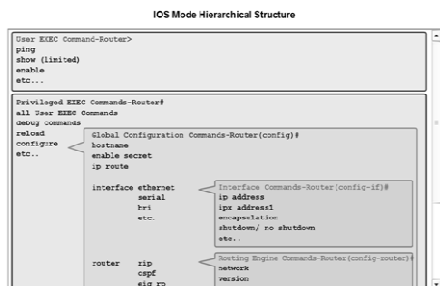 IOS Mode Hierarchical Structure
User EXEC Command-Router>
ping
show (limited)
enable
etc...
Privileged EXEC Commands-Router#
all User EXEC Commands
debug commands
reload
configure
etc..
Global Configuration Commands-Router(config)#
hostname
enable secret
ip route
interface ethernet
serial
bri
etc.
Interface Commands-Router(config-if)#
ip address
ipx address1
encapsulation
shutdown/ no shutdown
etc..
router rip
ospf
eigrp
Routing Engine Commands-Router(config-router)#
network
version